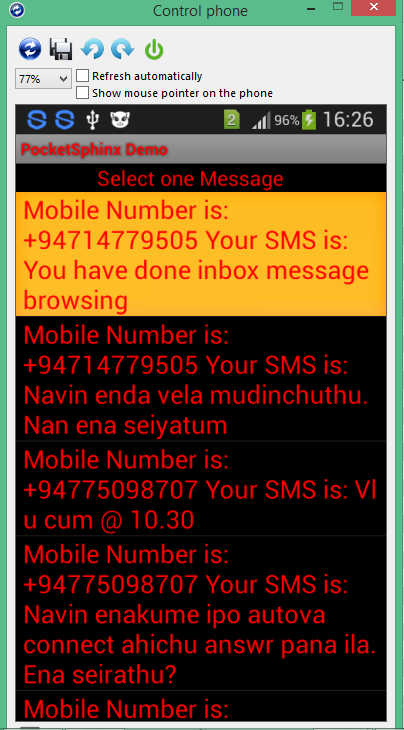 Control phone
77%
Refresh automatically
Show mouse pointer on the phone
2 96% 16:26
PocketSphinx Demo
Select one Message
Mobile Number is:
+94714779505 Your SMS is:
You have done inbox message
browsing
Mobile Number is:
+94714779505 Your SMS is:
Navin enda vela mudinchuthu.
Nan ena seiyatum
Mobile Number is:
+94775098707 Your SMS is: Vl
u cum @ 10.30
Mobile Number is:
+94775098707 Your SMS is:
Navin enakume ipo autova
connect ahichu answr pana ila.
Ena seirathu?
Mobile Number is: